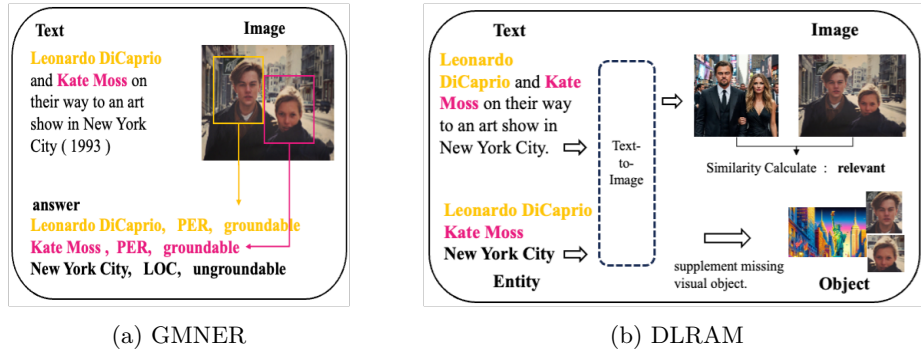 Text
Image
Leonardo DiCaprio
and Kate Moss on
their way to an art
show in New York
City ( 1993 )
answer
Leonardo DiCaprio, PER, groundable
Kate Moss , PER, groundable
New York City, LOC, ungroundable
(a) GMNER
Text
Image
Leonardo
DiCaprio and Kate
Moss on their way
to an art show in
New York City.
Text-
to-
Image
Similarity Calculate : relevant
Leonardo DiCaprio
Kate Moss
New York City
Entity
supplement missing
visual object.
Object
(b) DLRAM